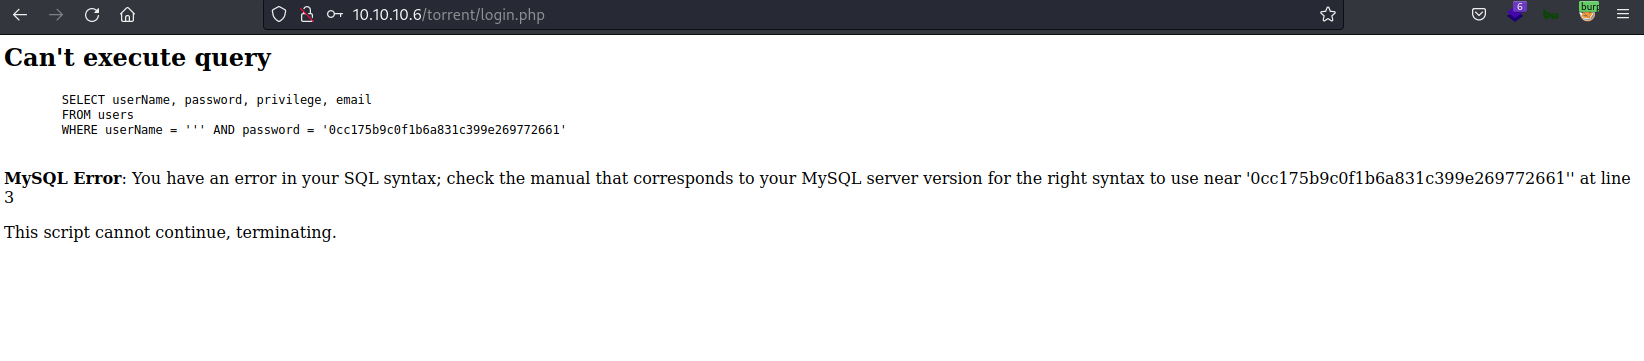 10.10.10.6/torrent/login.php
6
burp
Can't execute query
SELECT userName, password, privilege, email
FROM users
WHERE userName = ''' AND password = '0cc175b9c0f1b6a831c399e269772661'
MySQL Error: You have an error in your SQL syntax; check the manual that corresponds to your MySQL server version for the right syntax to use near '0cc175b9c0f1b6a831c399e269772661'' at line
3
This script cannot continue, terminating.